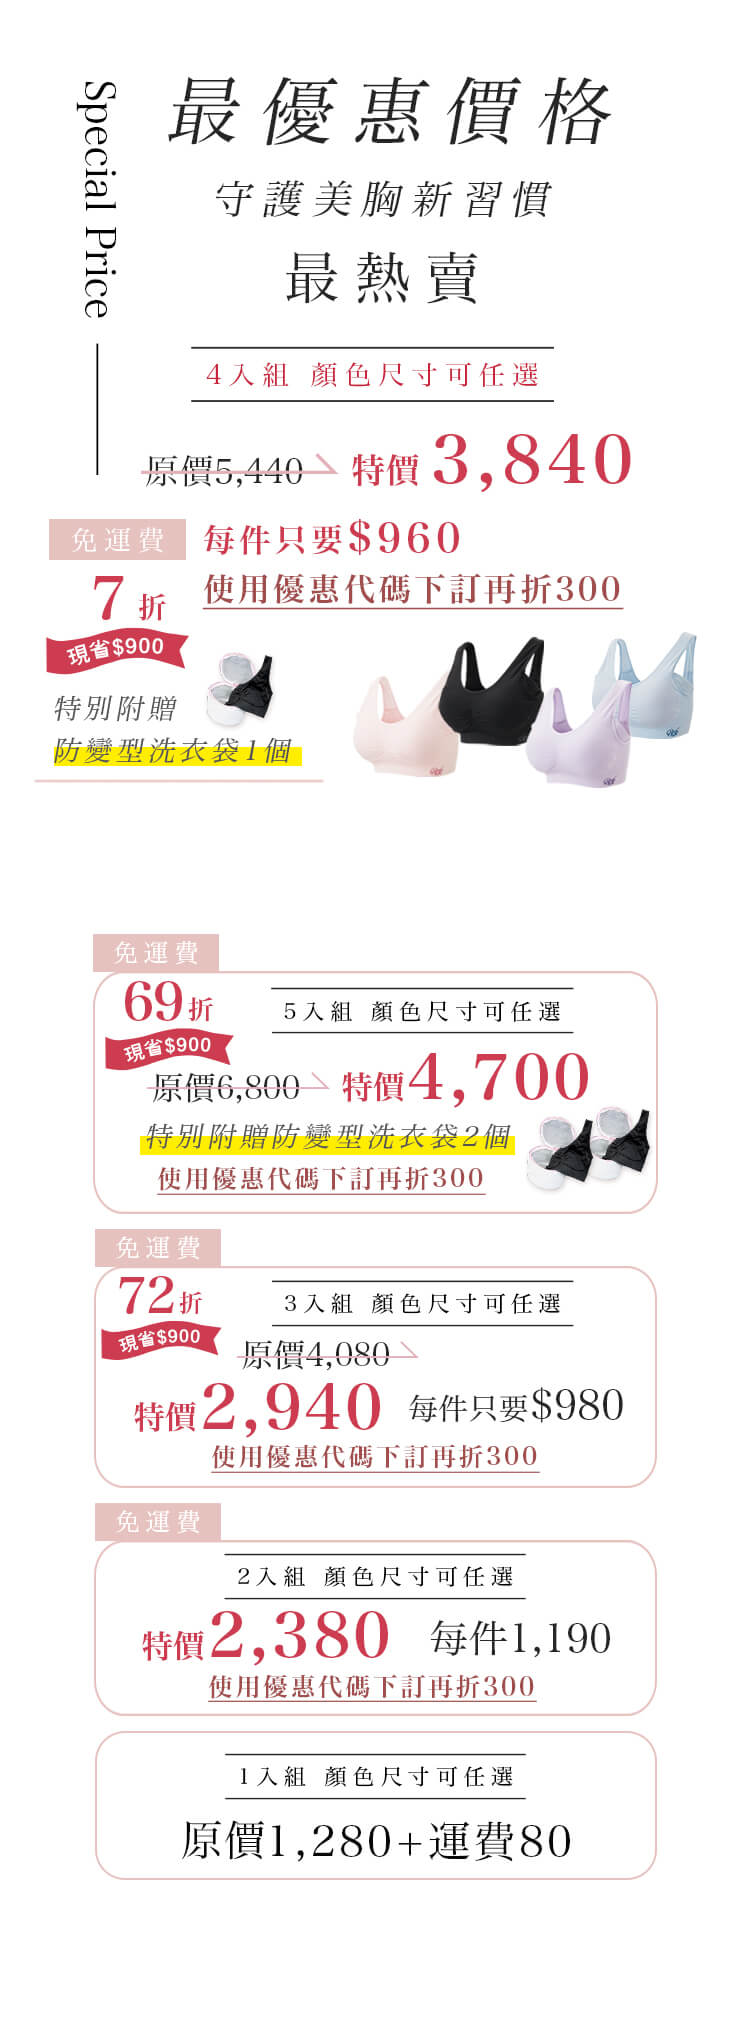 Special Price
最優惠價格
守護美胸新習慣
最熱賣
4入組 顏色尺寸可任選
原價5,440 特價3,840
免運費 每件只要$960
7折 使用優惠代碼下訂再折300
現省$900
特別附贈
防變型洗衣袋1個
免運費
69折
5入組 顏色尺寸可任選
現省$900
原價6,800 特價4,700
特別附贈防變型洗衣袋2個
使用優惠代碼下訂再折300
免運費
72折
3入組 顏色尺寸可任選
現省$900
原價4,080
特價2,940 每件只要$980
使用優惠代碼下訂再折300
免運費
2入組 顏色尺寸可任選
特價2,380 每件1,190
使用優惠代碼下訂再折300
1入組 顏色尺寸可任選
原價1,280+運費80